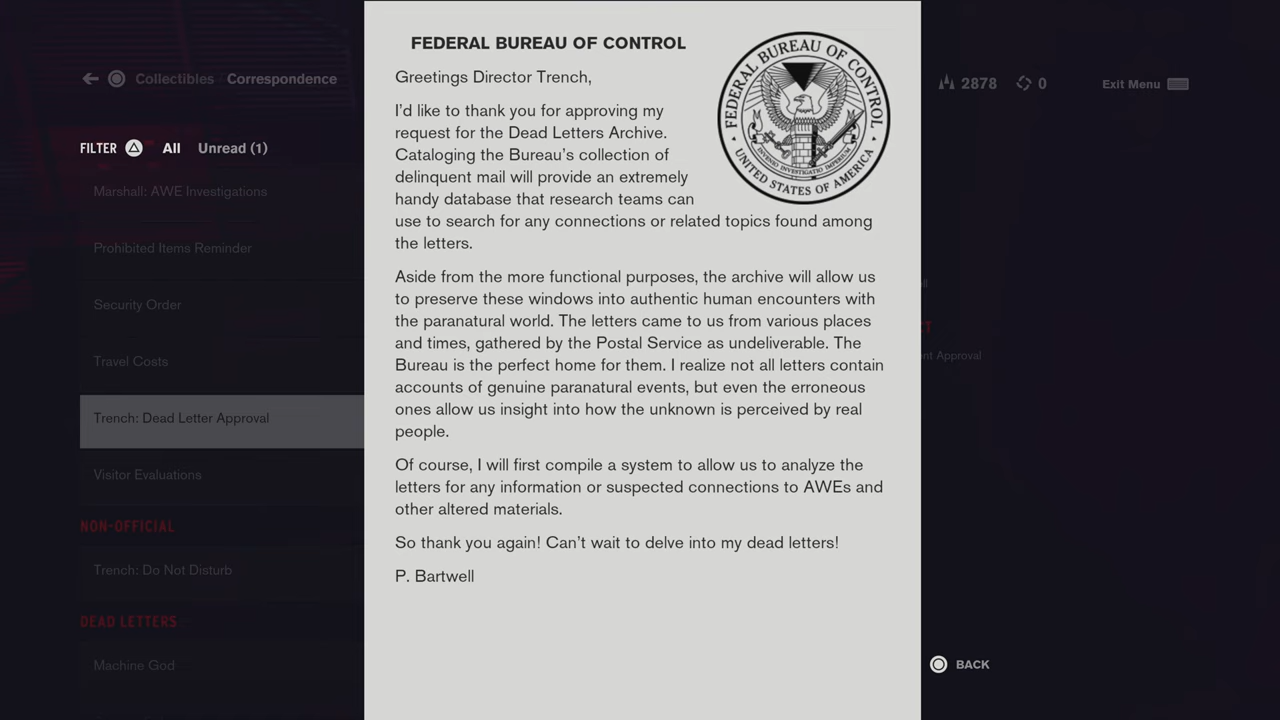 Collectibles Correspondence
2878 0
Exit Menu
FILTER All Unread (1)
Marshall: AWE Investigations
Prohibited Items Reminder
Security Order
Travel Costs
Trench: Dead Letter Approval
Visitor Evaluations
NON-OFFICIAL
Trench: Do Not Disturb
DEAD LETTERS
Machine God
FEDERAL BUREAU OF CONTROL
FEDERAL BUREAU OF CONTROL
INVENIO INVESTIGATIO IMPERIUM
UNITED STATES OF AMERICA
Greetings Director Trench,
I'd like to thank you for approving my
request for the Dead Letters Archive.
Cataloging the Bureau's collection of
delinquent mail will provide an extremely
handy database that research teams can
use to search for any connections or related topics found among
the letters.
Aside from the more functional purposes, the archive will allow us
to preserve these windows into authentic human encounters with
the paranatural world. The letters came to us from various places
and times, gathered by the Postal Service as undeliverable. The
Bureau is the perfect home for them. I realize not all letters contain
accounts of genuine paranatural events, but even the erroneous
ones allow us insight into how the unknown is perceived by real
people.
Of course, I will first compile a system to allow us to analyze the
letters for any information or suspected connections to AWEs and
other altered materials.
So thank you again! Can't wait to delve into my dead letters!
P. Bartwell
Approval
BACK